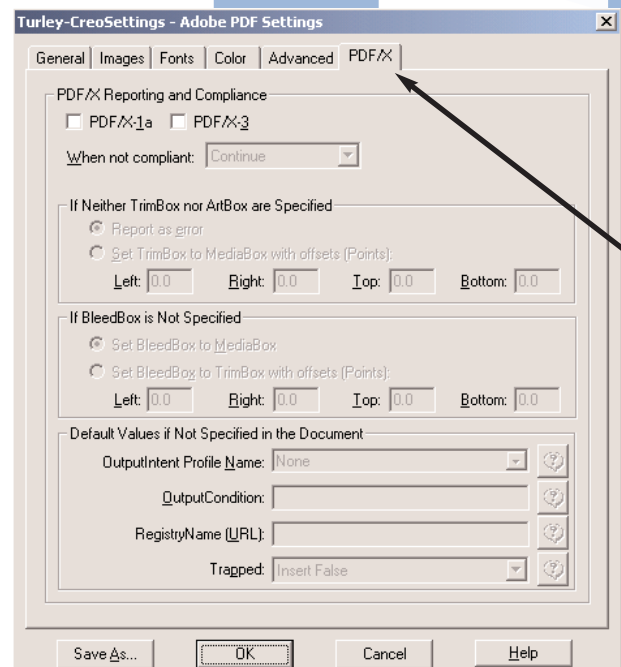 Turley-CreoSettings - Adobe PDF Settings
General Images Fonts Color Advanced PDF/X
PDF/X Reporting and Compliance
PDF/X-1a PDF/X-3
When not compliant: Continue
If Neither TrimBox nor ArtBox are Specified
Report as error
Set TrimBox to MediaBox with offsets (Points):
Left: 0.0 Right: 0.0 Top: 0.0 Bottom: 0.0
If BleedBox is Not Specified
Set BleedBox to MediaBox
Set BleedBox to TrimBox with offsets (Points):
Left: 0.0 Right: 0.0 Top: 0.0 Bottom: 0.0
Default Values if Not Specified in the Document
OutputIntent Profile Name: None
OutputCondition:
RegistryName (URL):
Trapped: Insert False
Save As... OK Cancel Help